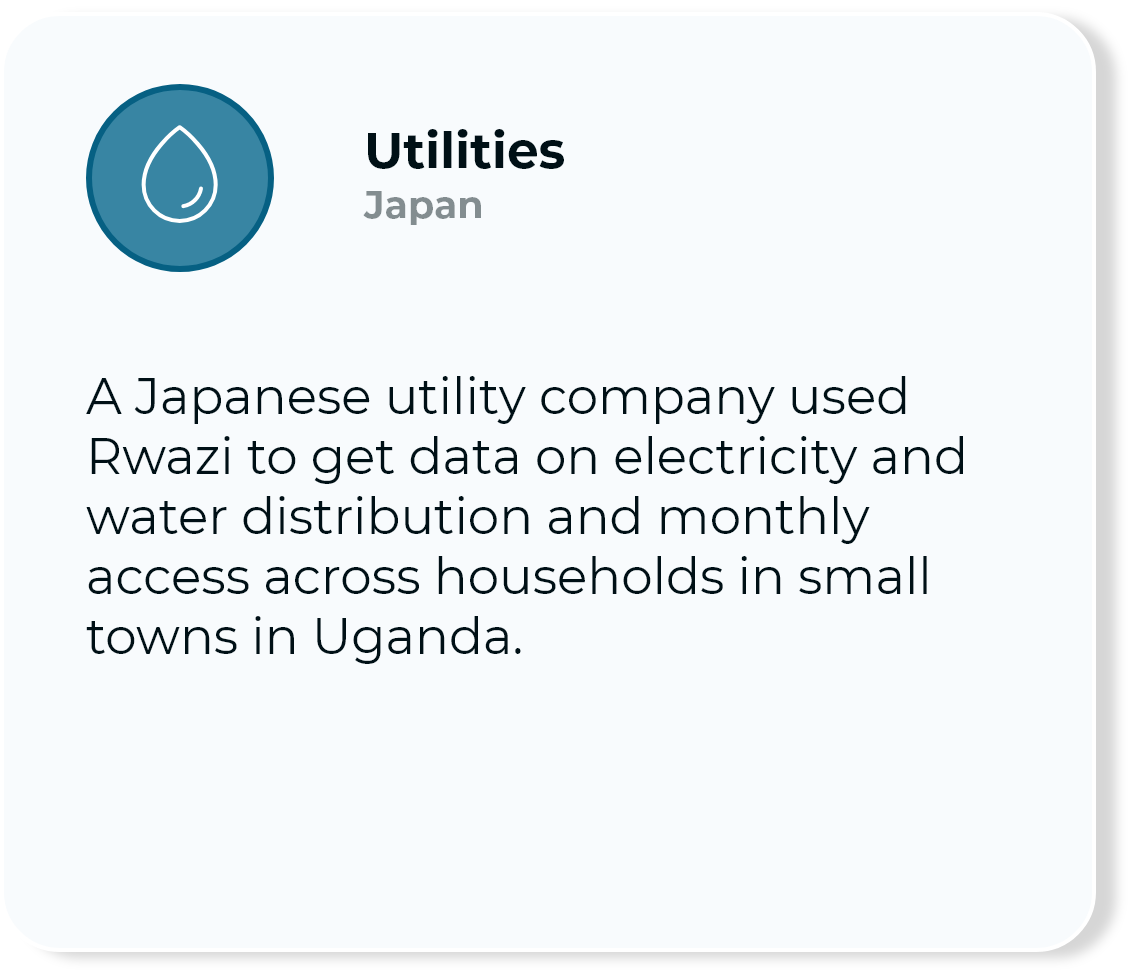 Utilities
Japan
A Japanese utility company used
Rwazi to get data on electricity and
water distribution and monthly
access across households in small
towns in Uganda.